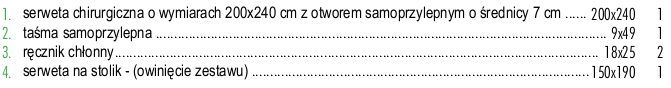 1. serweta chirurgiczna o wymiarach 200x240 cm z otworem samoprzylepnym o średnicy 7 cm ...... 200x240 1
2. taśma samoprzylepna ........................................................................................................ 9x49 1
3. ręcznik chłonny................................................................................................................ 18x25 2
4. serweta na stolik - (owinięcie zestawu) ................................................................................ 150x190 1